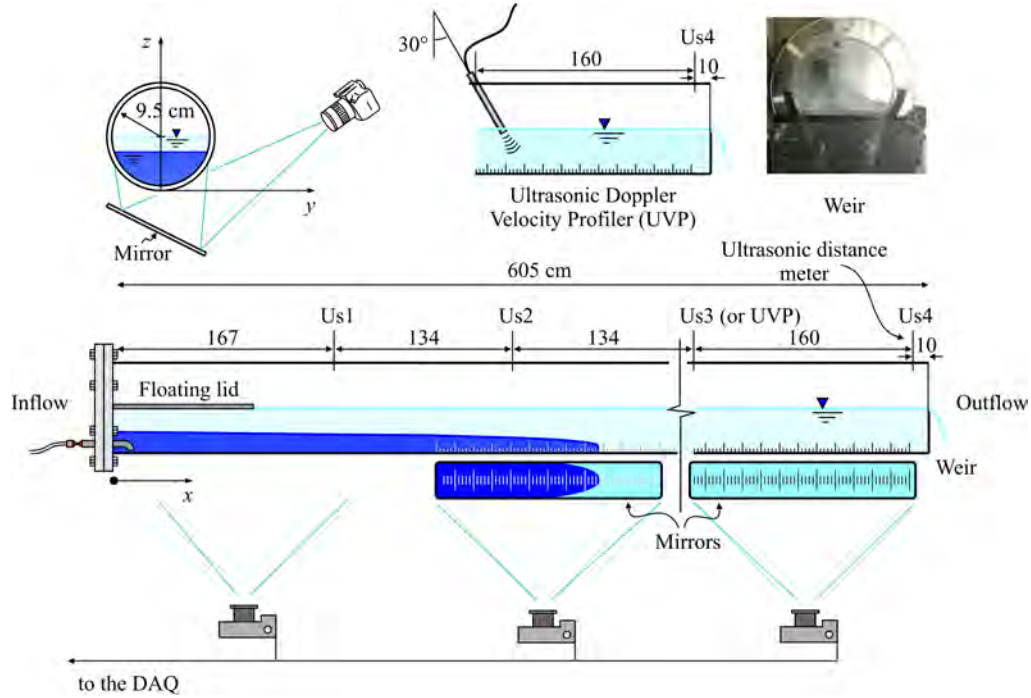 z
9.5 cm
y
Mirror
30°
160
Us4
10
Ultrasonic Doppler
Velocity Profiler (UVP)
Weir
Ultrasonic distance
meter
605 cm
Us1
Us2
Us3 (or UVP)
Us4
167
134
134
160
10
Floating lid
Inflow
Outflow
Weir
x
Mirrors
to the DAQ